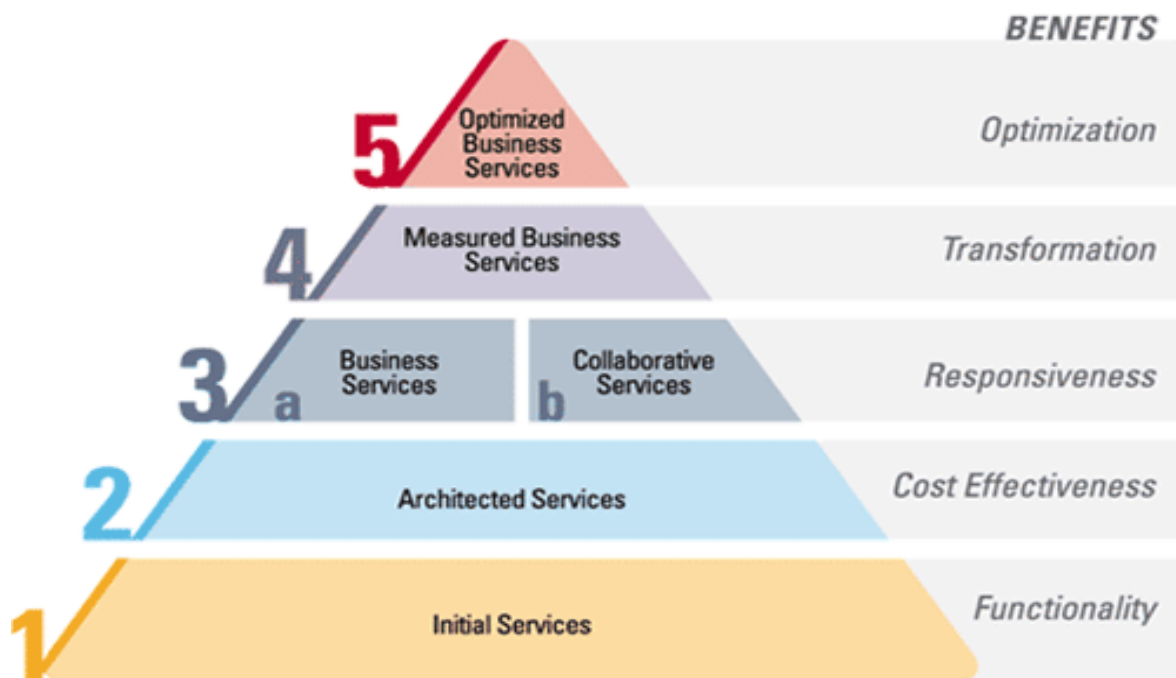 BENEFITS
5
Optimized
Business
Services
Optimization
4
Measured Business
Services
Transformation
3
a
Business
Services
b
Collaborative
Services
Responsiveness
2
Architected Services
Cost Effectiveness
1
Initial Services
Functionality